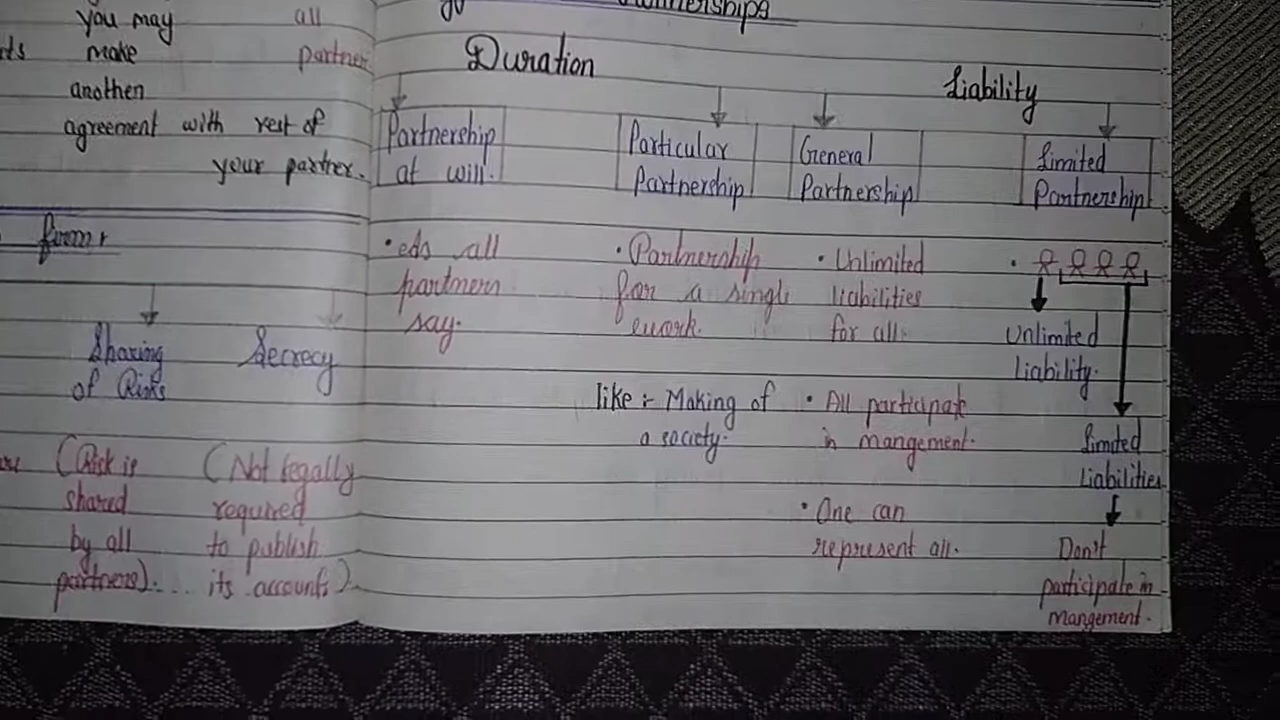 you may all
make partner
anothen
agreement with rest of
your partner.
firm
Sharing
of Risks
Secrecy
(Risk is
shared
by all
partners)....
(Not legally
required
to publish
its accounts)
Duration
Partnership
at will.
• ends all
partners
say.
Particular
Partnership
• Partnership
for a single
work.
like :- Making of
a society.
Liability
General
Partnership
• Unlimited
liabilities
for all.
• All participate
in mangement.
• One can
represent all.
Limited
Partnership
Unlimited
Liability.
Limited
Liabilities
Don't
participate in
mangement.